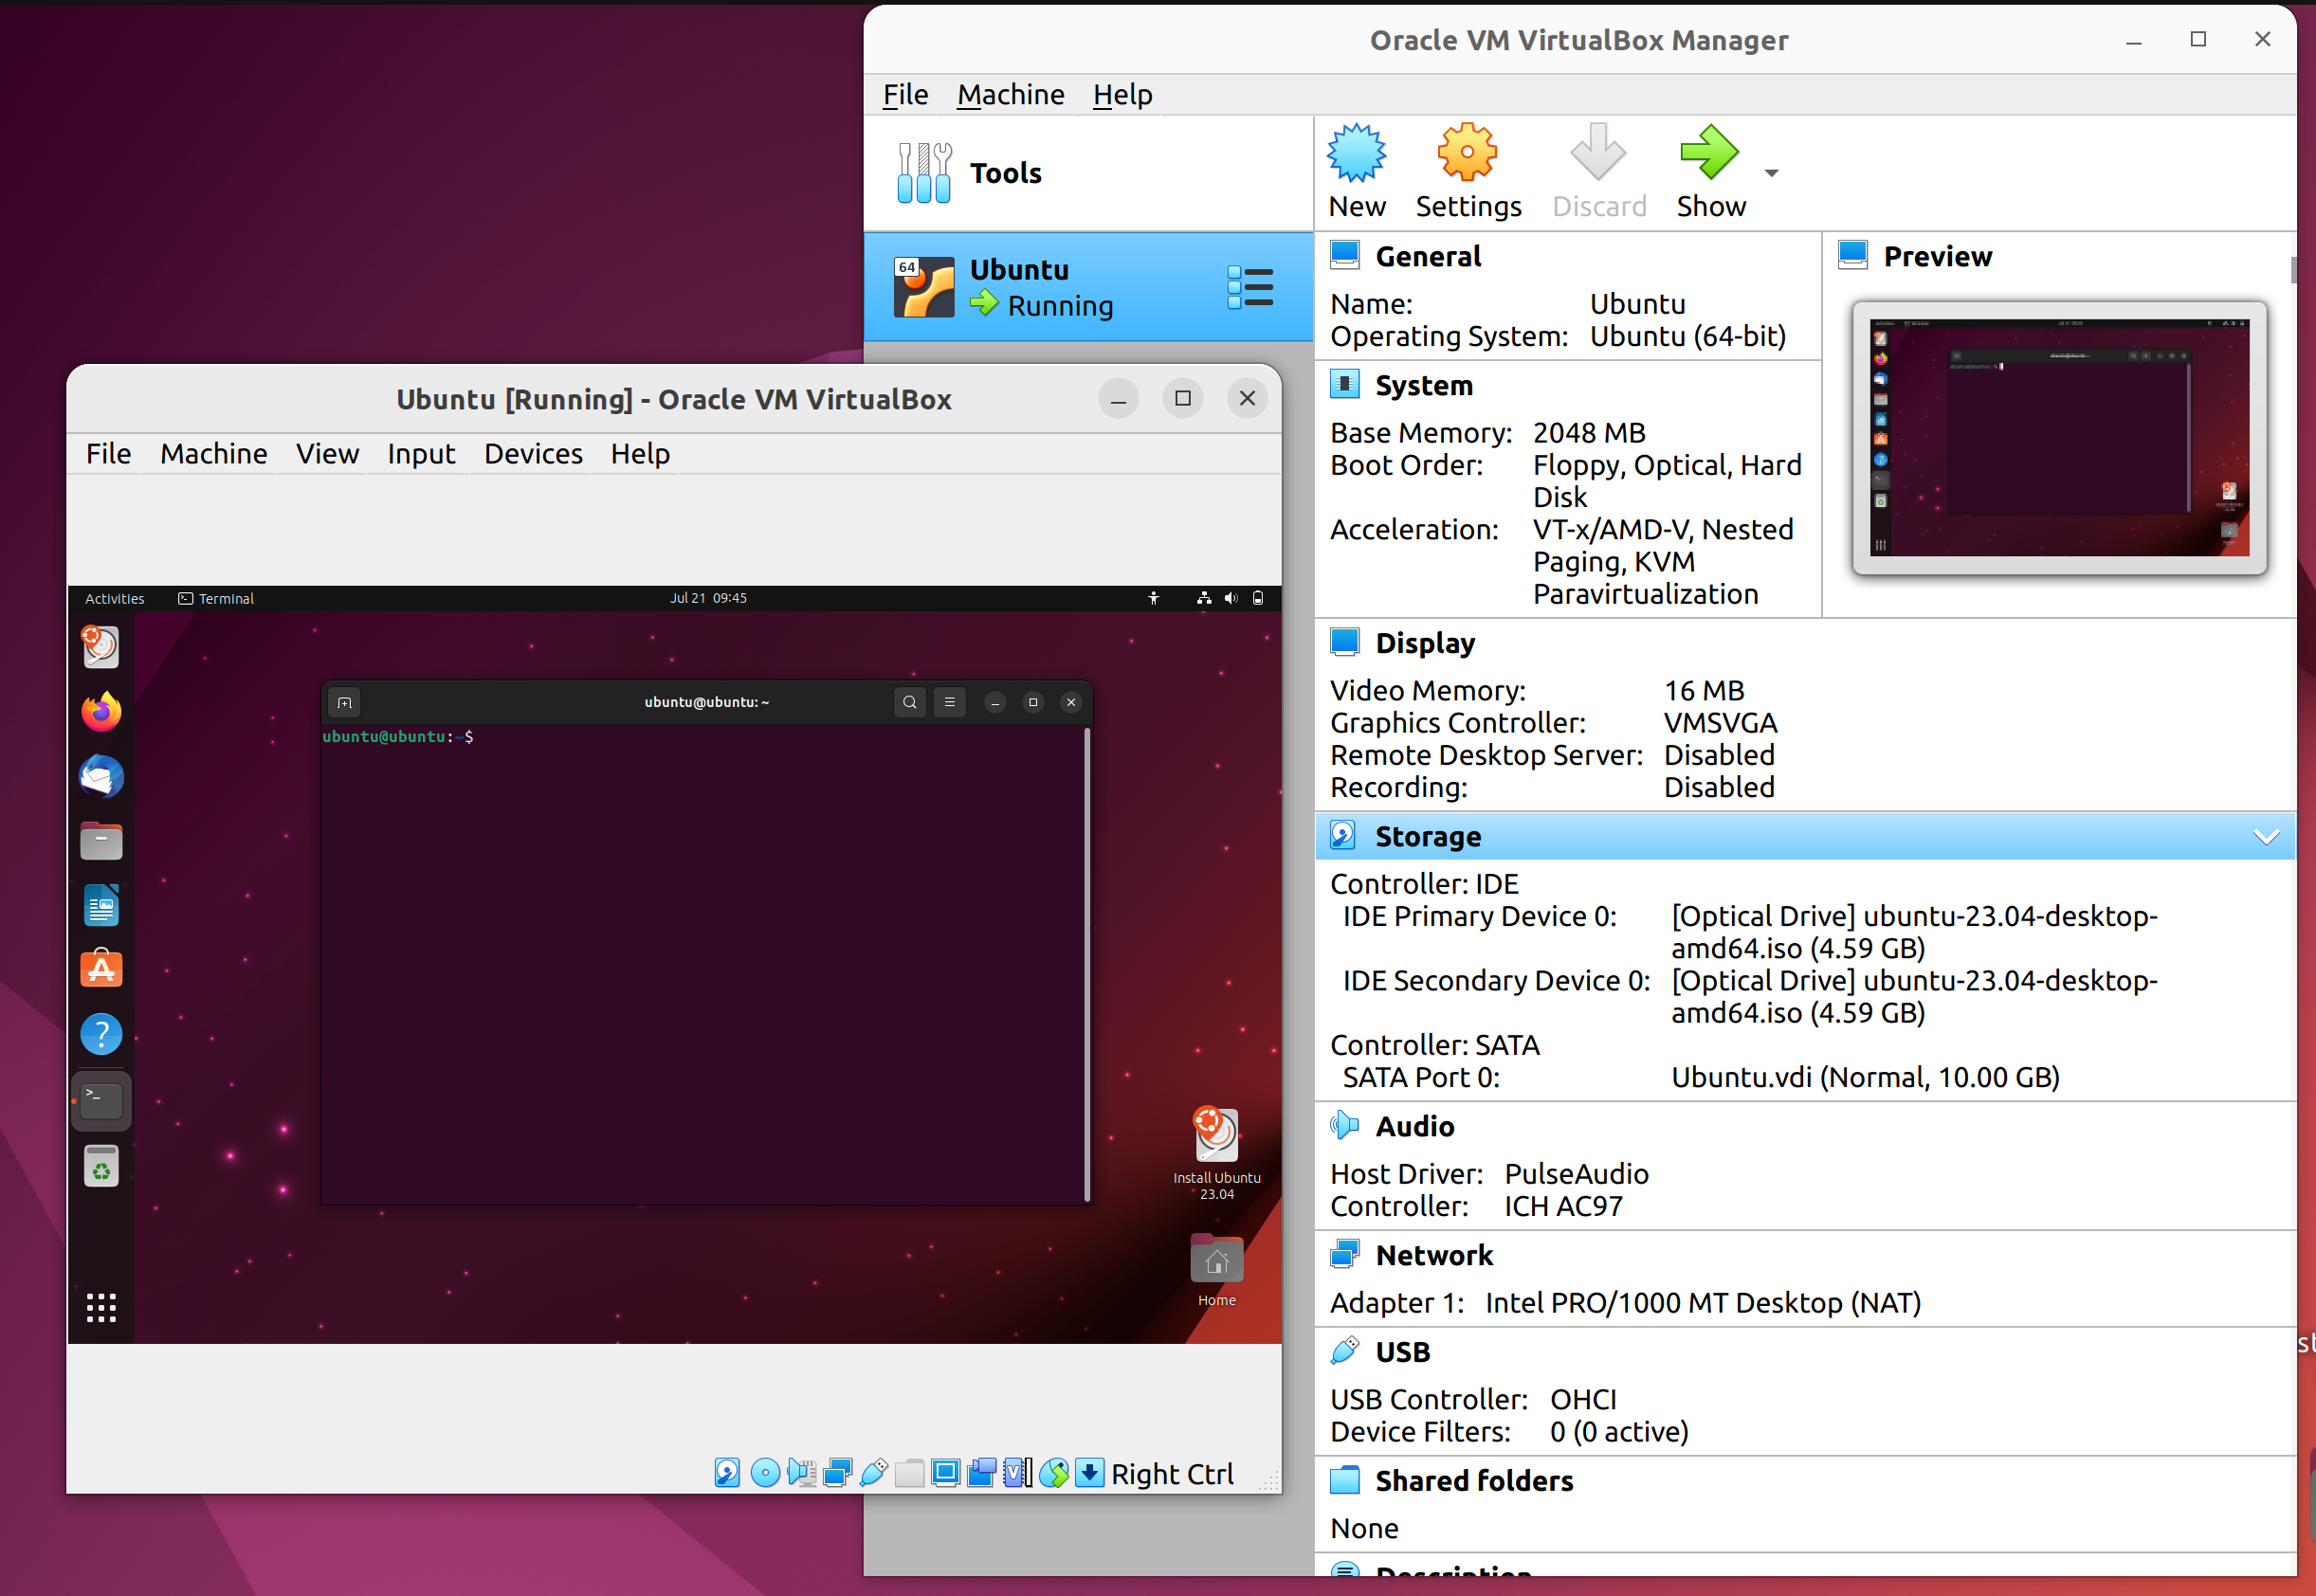 Oracle VM VirtualBox Manager
File Machine Help
Tools
New Settings Discard Show
64
Ubuntu
Running
General
Name: Ubuntu
Operating System: Ubuntu (64-bit)
Preview
System
Base Memory: 2048 MB
Boot Order: Floppy, Optical, Hard
Disk
Acceleration: VT-x/AMD-V, Nested
Paging, KVM
Paravirtualization
Display
Video Memory: 16 MB
Graphics Controller: VMSVGA
Remote Desktop Server: Disabled
Recording: Disabled
Storage
Controller: IDE
IDE Primary Device 0: [Optical Drive] ubuntu-23.04-desktop-
amd64.iso (4.59 GB)
IDE Secondary Device 0: [Optical Drive] ubuntu-23.04-desktop-
amd64.iso (4.59 GB)
Controller: SATA
SATA Port 0: Ubuntu.vdi (Normal, 10.00 GB)
Audio
Host Driver: PulseAudio
Controller: ICH AC97
Network
Adapter 1: Intel PRO/1000 MT Desktop (NAT)
USB
USB Controller: OHCI
Device Filters: 0 (0 active)
Shared folders
None
Description
Ubuntu [Running] - Oracle VM VirtualBox
File Machine View Input Devices Help
Activities Terminal Jul 21 09:45
ubuntu@ubuntu: ~
ubuntu@ubuntu:~$
Install Ubuntu
23.04
Home
Right Ctrl